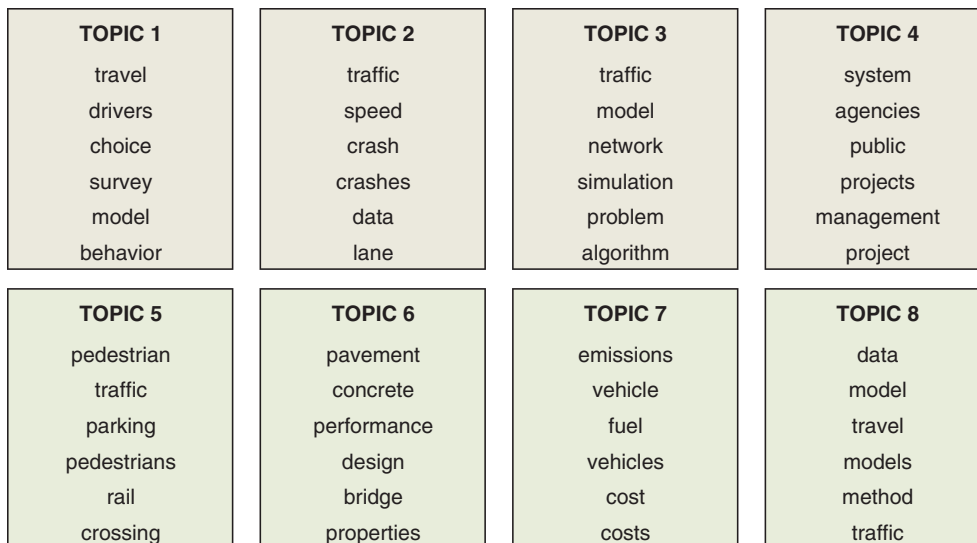 TOPIC 1
travel
drivers
choice
survey
model
behavior
TOPIC 2
traffic
speed
crash
crashes
data
lane
TOPIC 3
traffic
model
network
simulation
problem
algorithm
TOPIC 4
system
agencies
public
projects
management
project
TOPIC 5
pedestrian
traffic
parking
pedestrians
rail
crossing
TOPIC 6
pavement
concrete
performance
design
bridge
properties
TOPIC 7
emissions
vehicle
fuel
vehicles
cost
costs
TOPIC 8
data
model
travel
models
method
traffic